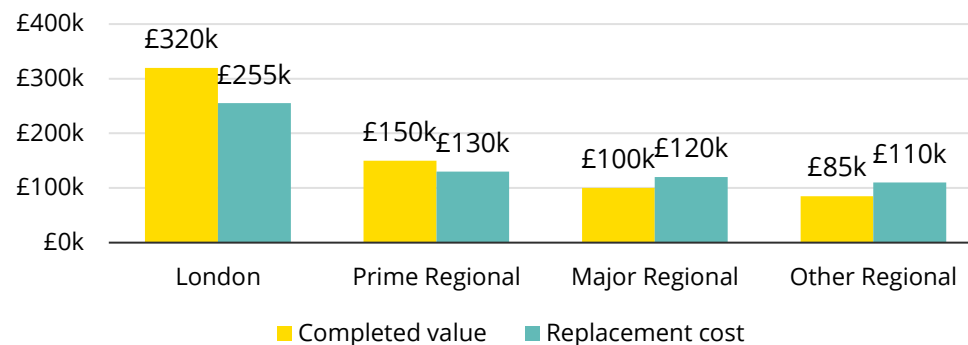 £400k
£300k
£200k
£100k
£0k
£320k
£255k
£150k
£130k
£100k
£120k
£85k
£110k
London
Prime Regional
Major Regional
Other Regional
Completed value
Replacement cost